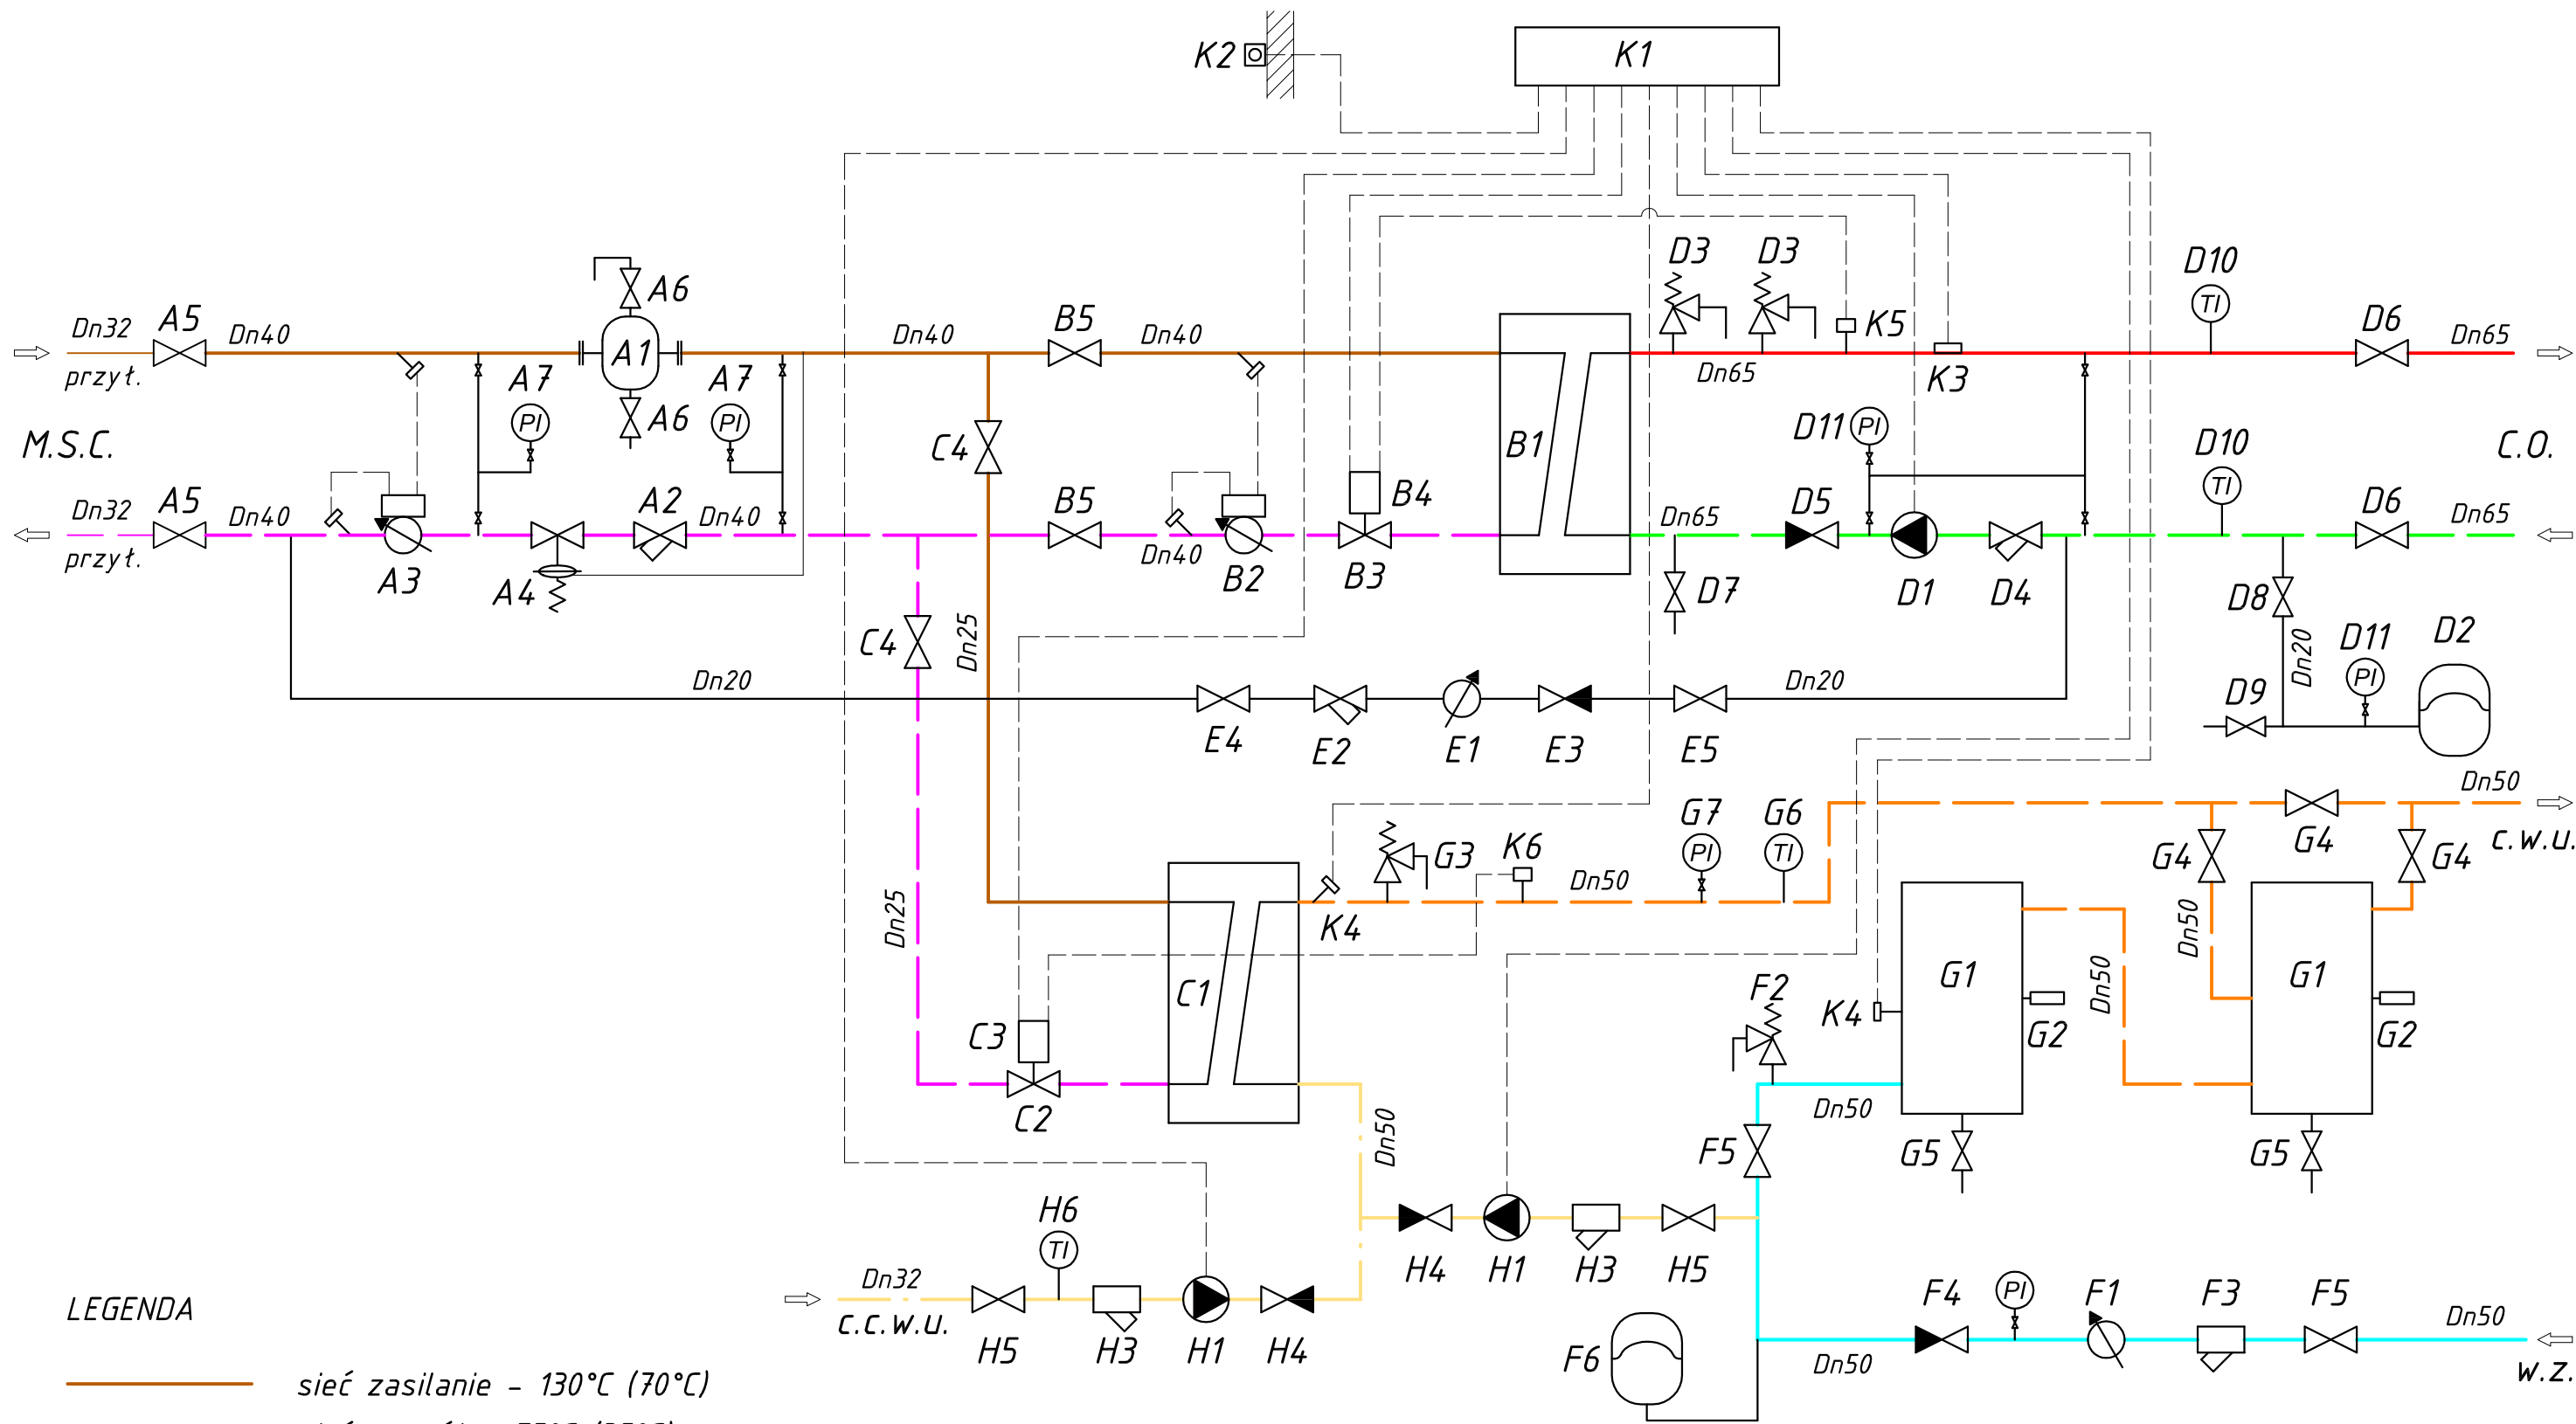 K2
K1
D3 D3
D10
TI
A6
Dn32 A5 Dn40
Dn40 B5 Dn40
K5
D6 Dn65
A1
przył.
A7 A7
Dn65
K3
PI PI
A6
D11 PI
D10
TI
M.S.C.
C4
B1
C.O.
Dn32 A5 Dn40
A2 Dn40
B5
B4
Dn65 D5
D6 Dn65
przył.
A3 A4
Dn40 B2 B3
D7 D1 D4
D8
C4 Dn25
Dn20
D11 D2
PI
Dn20
Dn20
D9
E4 E2 E1 E3 E5
Dn50
G7 G6
PI TI
G4
c.w.u.
G3 K6
G4 G4
Dn50
K4
Dn25
Dn50
Dn50
C1
G1 G1
F2
K4
G2 G2
C3
C2
Dn50
Dn50
F5
G5 G5
H6
TI
H4 H1 H3 H5
Dn32
c.c.w.u.
H5 H3 H1 H4
F4 PI F1 F3 F5
Dn50
Dn50
F6
w.z.
LEGENDA
sieć zasilanie - 130°C (70°C)